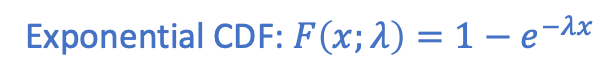 Exponential CDF: F(x; λ) = 1 − e^{−λx}